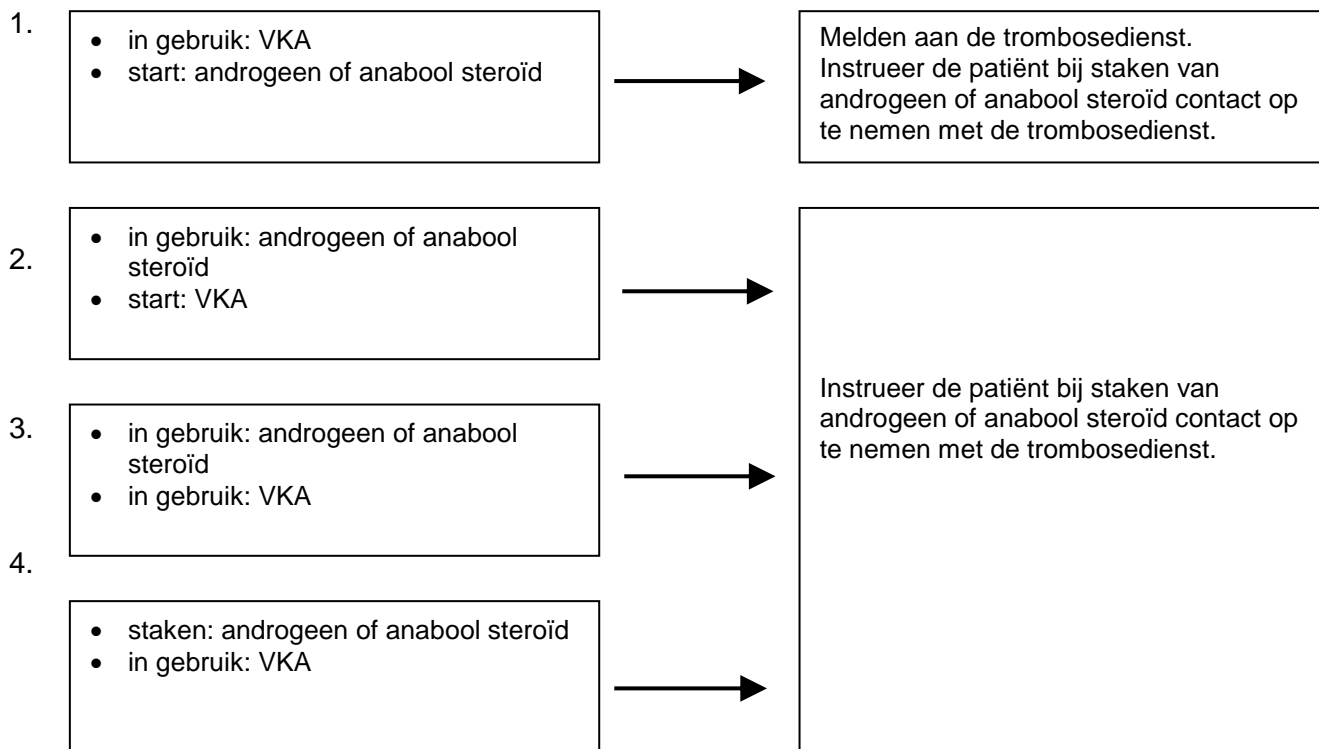 1.
• in gebruik: VKA
• start: androgeen of anabool steroïd
Melden aan de trombosedienst.
Instrueer de patiënt bij staken van
androgeen of anabool steroïd contact op
te nemen met de trombosedienst.
2.
• in gebruik: androgeen of anabool
steroïd
• start: VKA
3.
• in gebruik: androgeen of anabool
steroïd
• in gebruik: VKA
Instrueer de patiënt bij staken van
androgeen of anabool steroïd contact op
te nemen met de trombosedienst.
4.
• staken: androgeen of anabool steroïd
• in gebruik: VKA